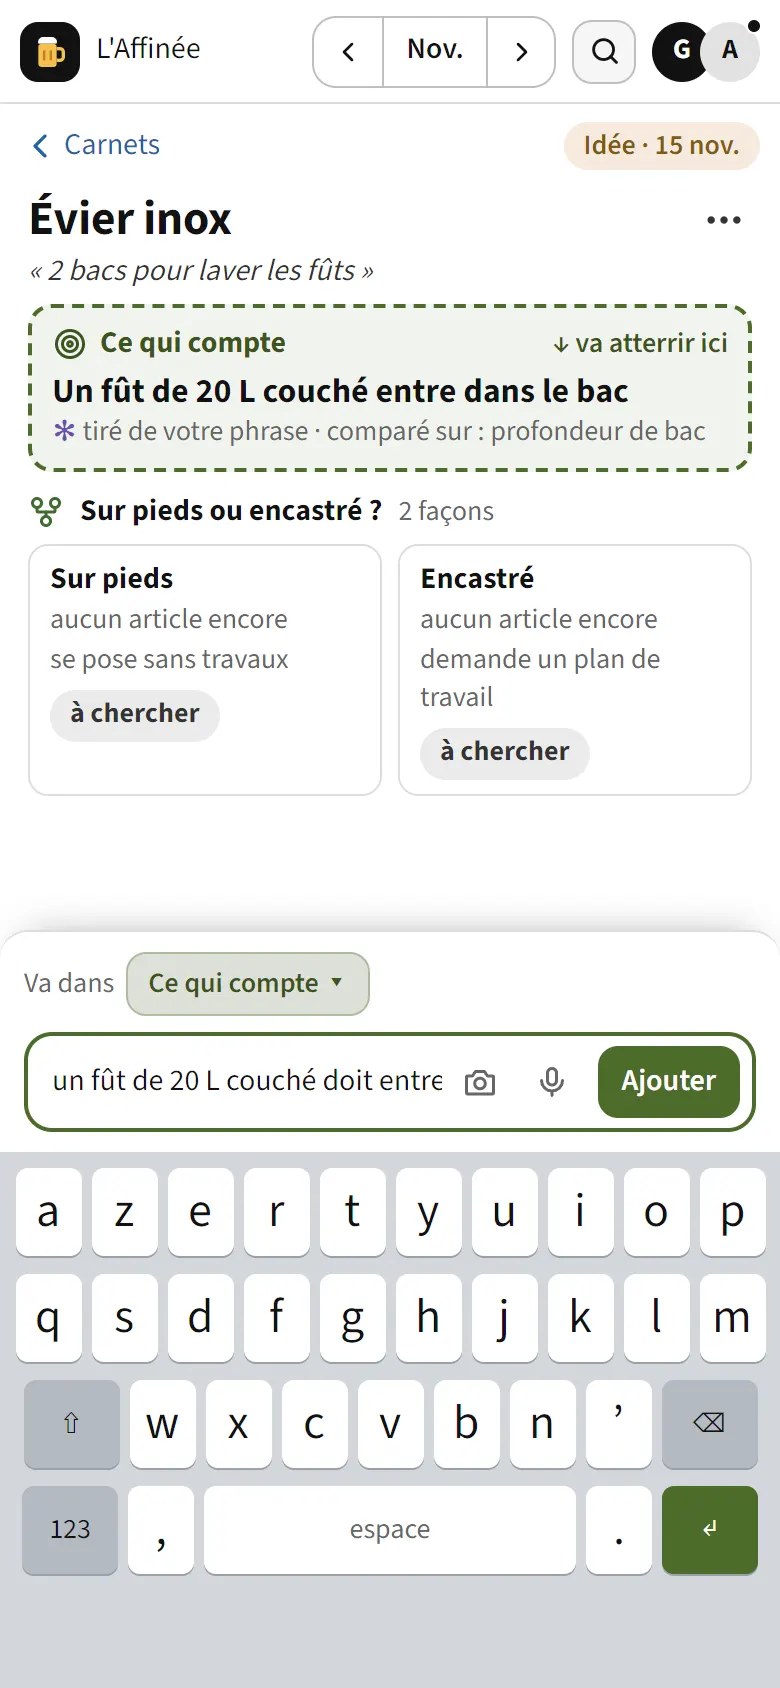 L'Affinée
Nov.
G
A
Carnets
Idée · 15 nov.
Évier inox
« 2 bacs pour laver les fûts »
Ce qui compte
↓ va atterrir ici
Un fût de 20 L couché entre dans le bac
✻ tiré de votre phrase · comparé sur : profondeur de bac
Sur pieds ou encastré ? 2 façons
Sur pieds
aucun article encore
se pose sans travaux
à chercher
Encastré
aucun article encore
demande un plan de
travail
à chercher
Va dans
Ce qui compte ▼
un fût de 20 L couché doit entre
Ajouter
a z e r t y u i o p
q s d f g h j k l m
⇧ w x c v b n ’ ⌫
123 , espace . ↲